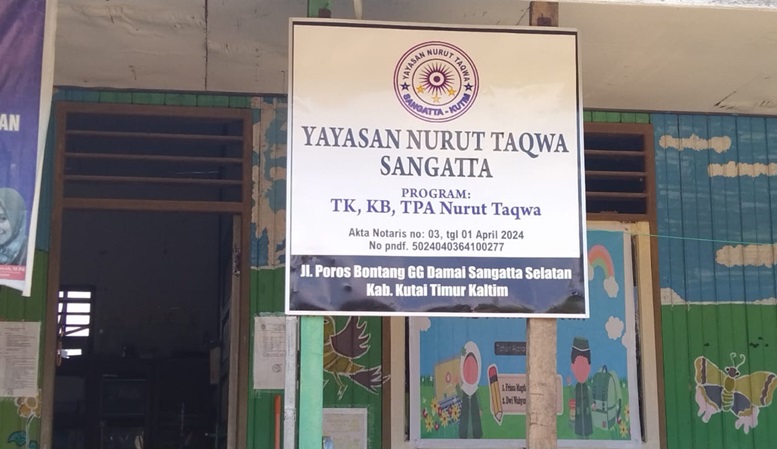 AN
YAYASAN NURUT TAQWA
SANGATTA - KUTIM
YAYASAN NURUT TAQWA
SANGATTA
PROGRAM:
TK, KB, TPA Nurut Taqwa
Akta Notaris no: 03, tgl 01 April 2024
No pndf. 5024040364100277
Jl. Poros Bontang GG Damai Sangatta Selatan
Kab. Kutai Timur Kaltim